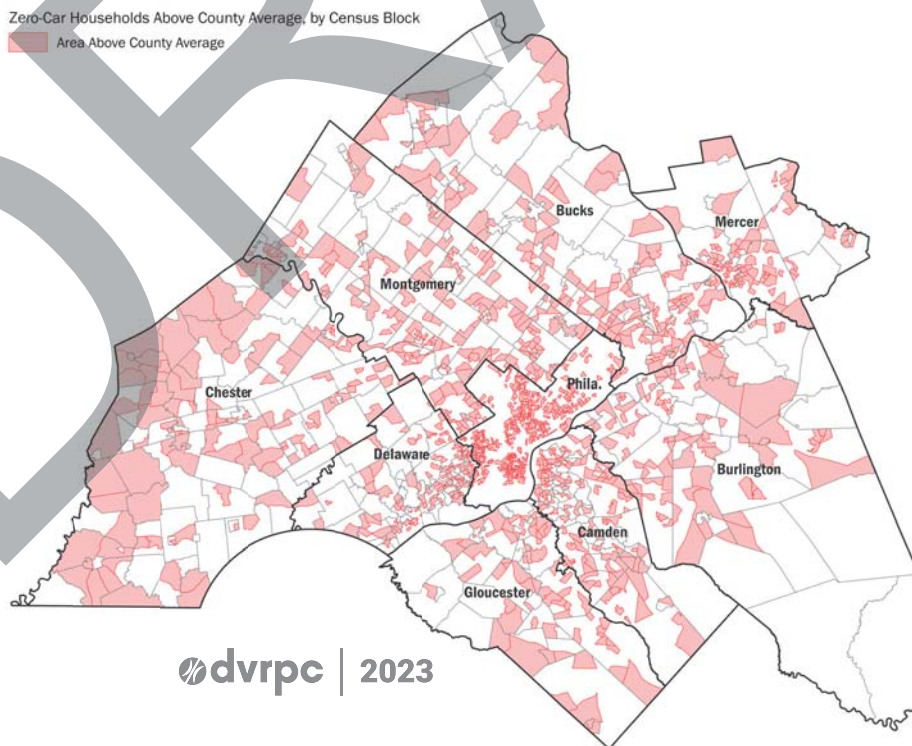 Zero-Car Households Above County Average, by Census Block
Area Above County Average
Bucks
Mercer
Montgomery
Chester
Phila.
Delaware
Burlington
Camden
Gloucester
dvrpc | 2023